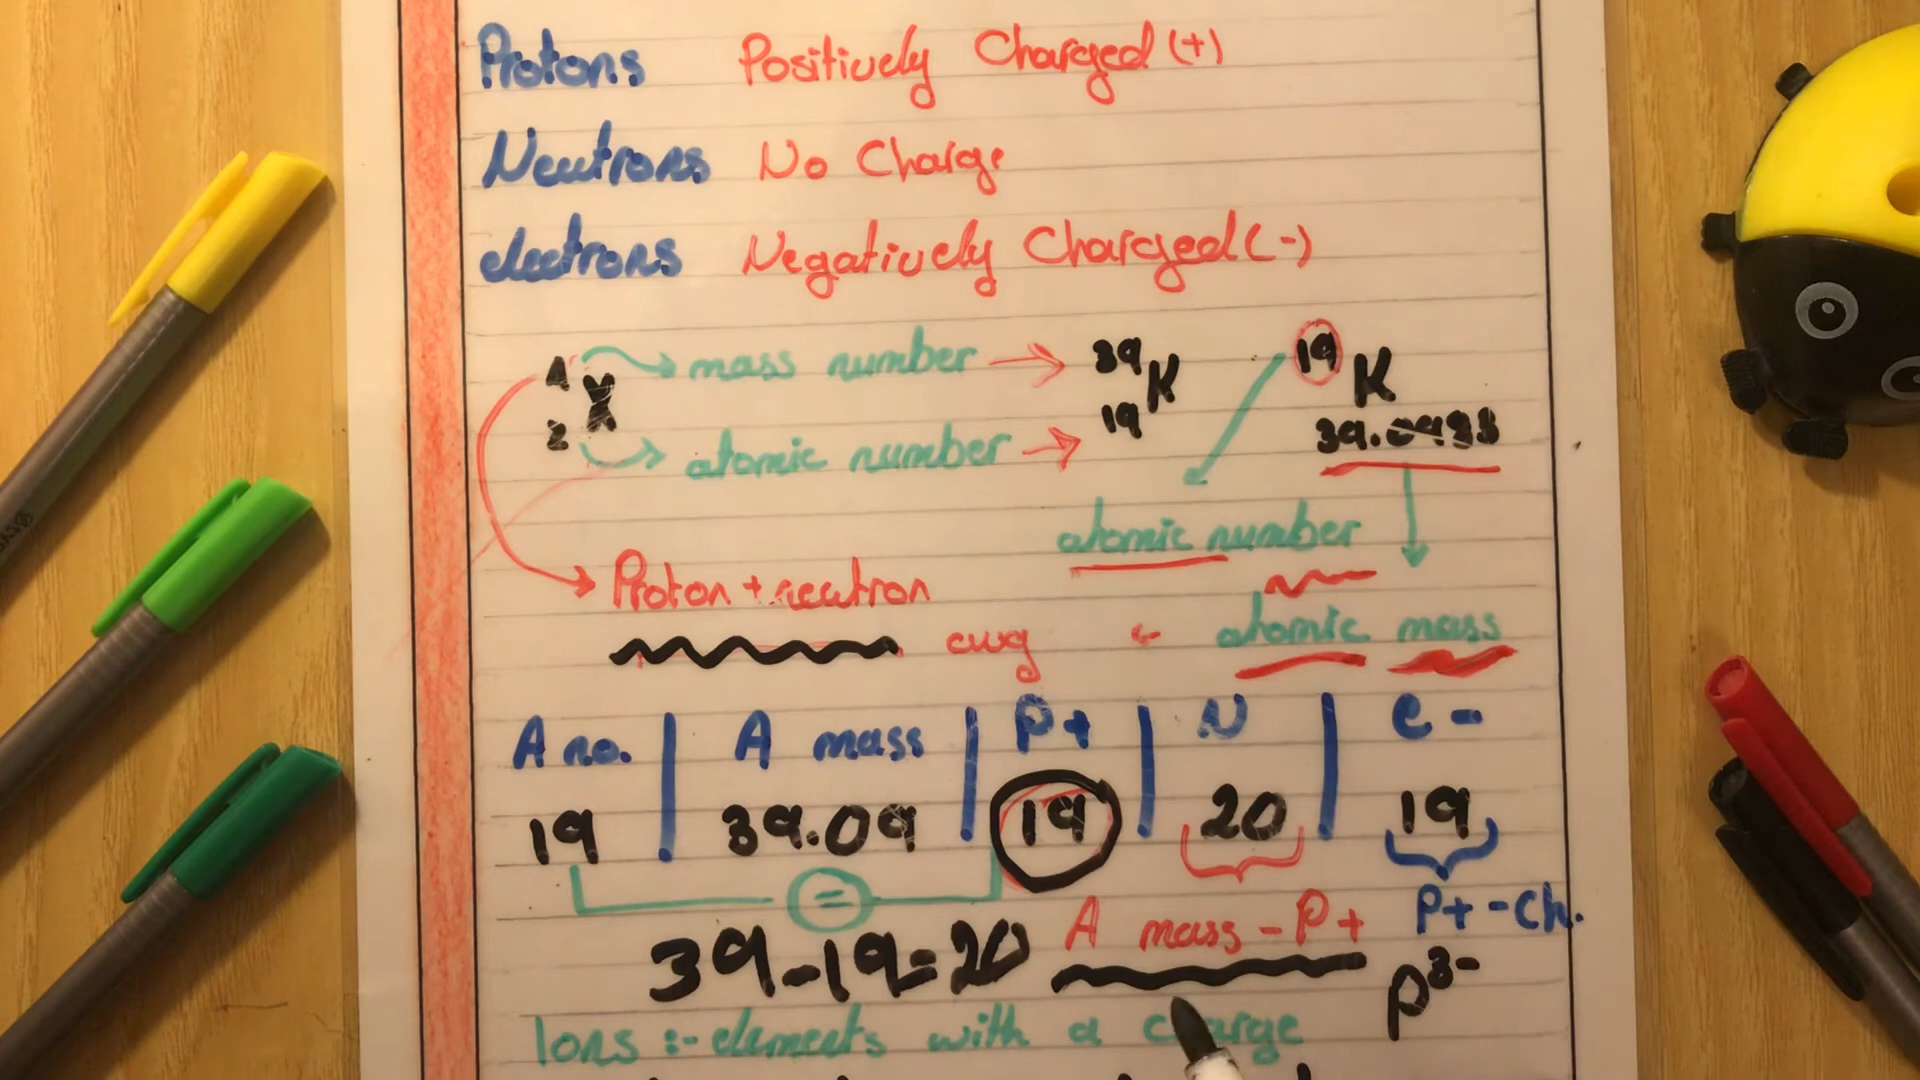 Protons Positively Charged (+)
Neutrons No Charge
electrons Negatively Charged (-)
A X mass number 39 K 19 K
Z atomic number 19 39.0983
atomic number
Proton + neutron
avg atomic mass
A no. A mass P+ N e-
19 39.09 19 20 19
=
A mass - P+ P+ - Ch.
39-19=20 P3-
Ions :- elements with a charge